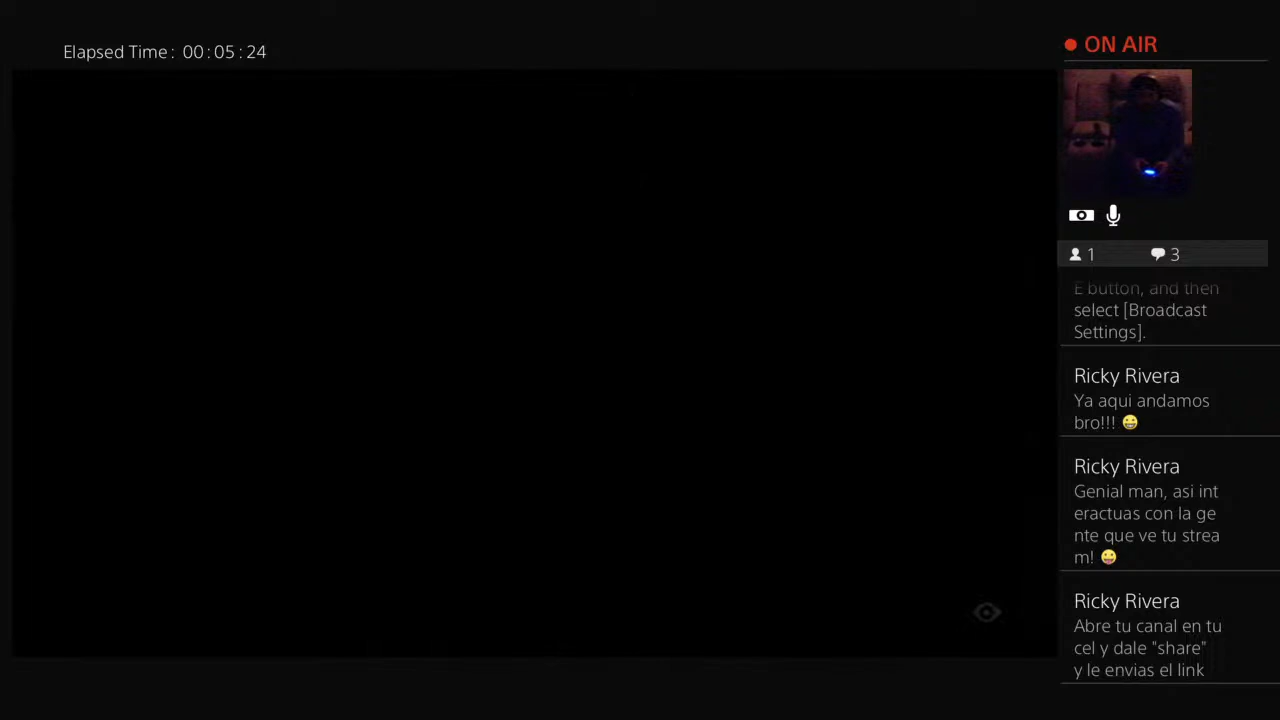 Elapsed Time: 00:05:24
ON AIR
1 3
E button, and then
select [Broadcast
Settings].
Ricky Rivera
Ya aqui andamos
bro!!! 😀
Ricky Rivera
Genial man, asi int
eractuas con la ge
nte que ve tu strea
m! 😛
Ricky Rivera
Abre tu canal en tu
cel y dale "share"
y le envias el link